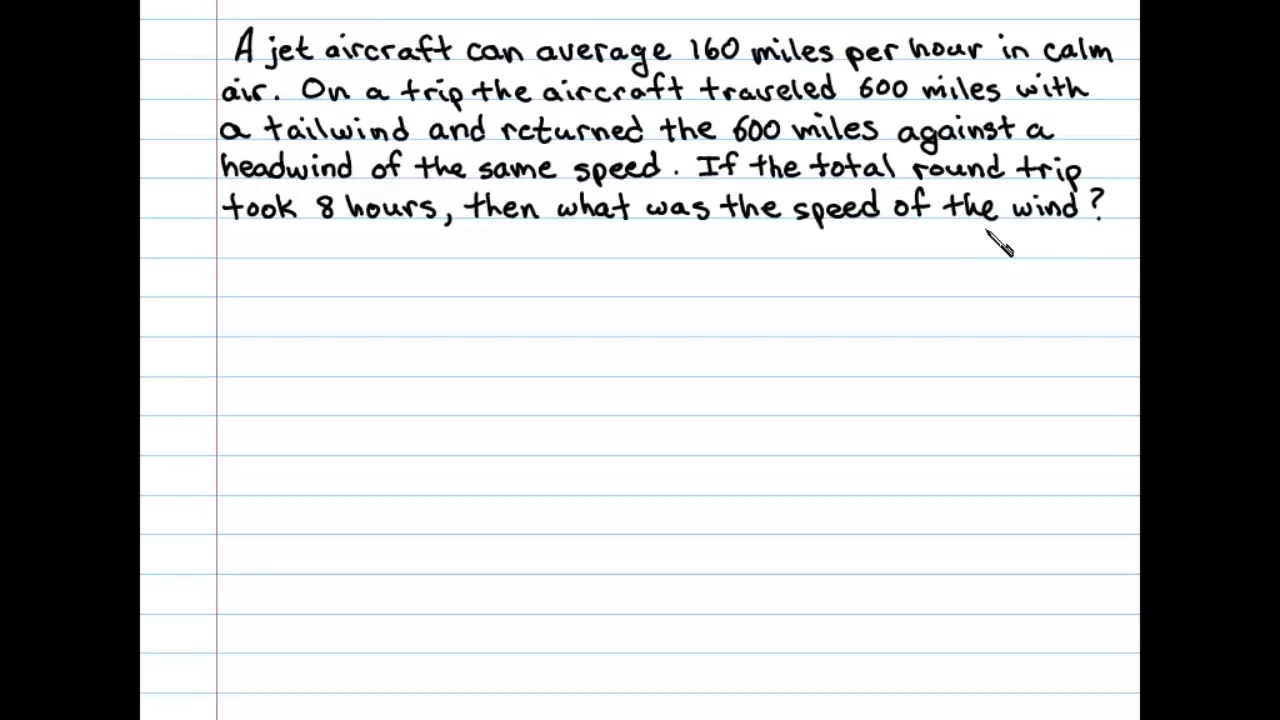 A jet aircraft can average 160 miles per hour in calm
air. On a trip the aircraft traveled 600 miles with
a tailwind and returned the 600 miles against a
headwind of the same speed. If the total round trip
took 8 hours, then what was the speed of the wind?